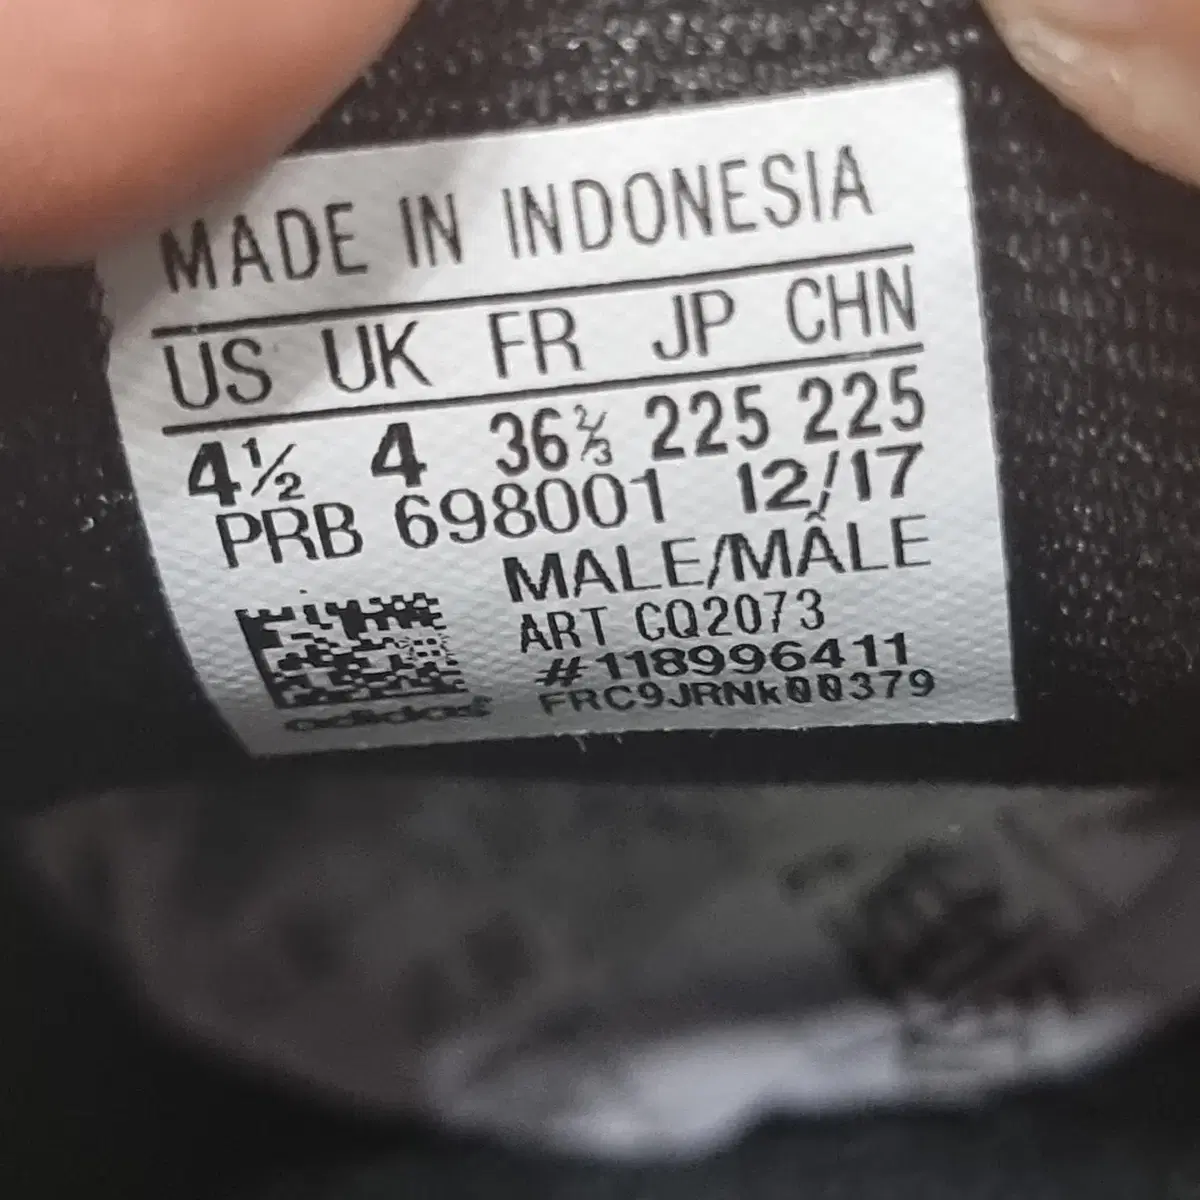 MADE IN INDONESIA
US UK FR JP CHN
4½ 4 36⅔ 225 225
PRB 698001 12/17
MALE/MÂLE
ART CQ2073
#118996411
FRC9JRNk00379
adidas